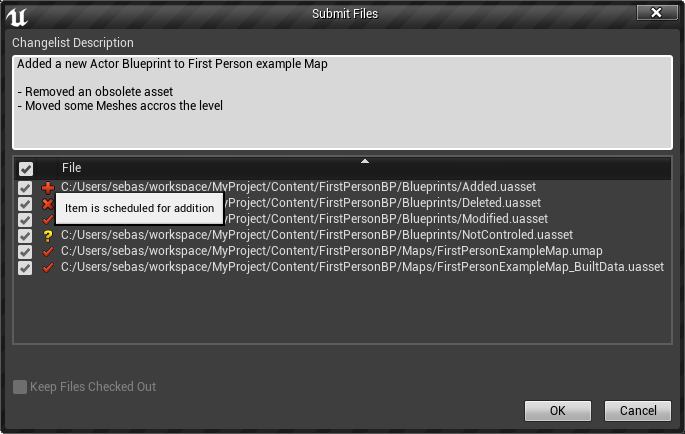 Submit Files
Changelist Description
Added a new Actor Blueprint to First Person example Map
- Removed an obsolete asset
- Moved some Meshes accros the level
File
C:/Users/sebas/workspace/MyProject/Content/FirstPersonBP/Blueprints/Added.uasset
/MyProject/Content/FirstPersonBP/Blueprints/Deleted.uasset
Item is scheduled for addition
/MyProject/Content/FirstPersonBP/Blueprints/Modified.uasset
C:/Users/sebas/workspace/MyProject/Content/FirstPersonBP/Blueprints/NotControled.uasset
C:/Users/sebas/workspace/MyProject/Content/FirstPersonBP/Maps/FirstPersonExampleMap.umap
C:/Users/sebas/workspace/MyProject/Content/FirstPersonBP/Maps/FirstPersonExampleMap_BuiltData.uasset
Keep Files Checked Out
OK
Cancel